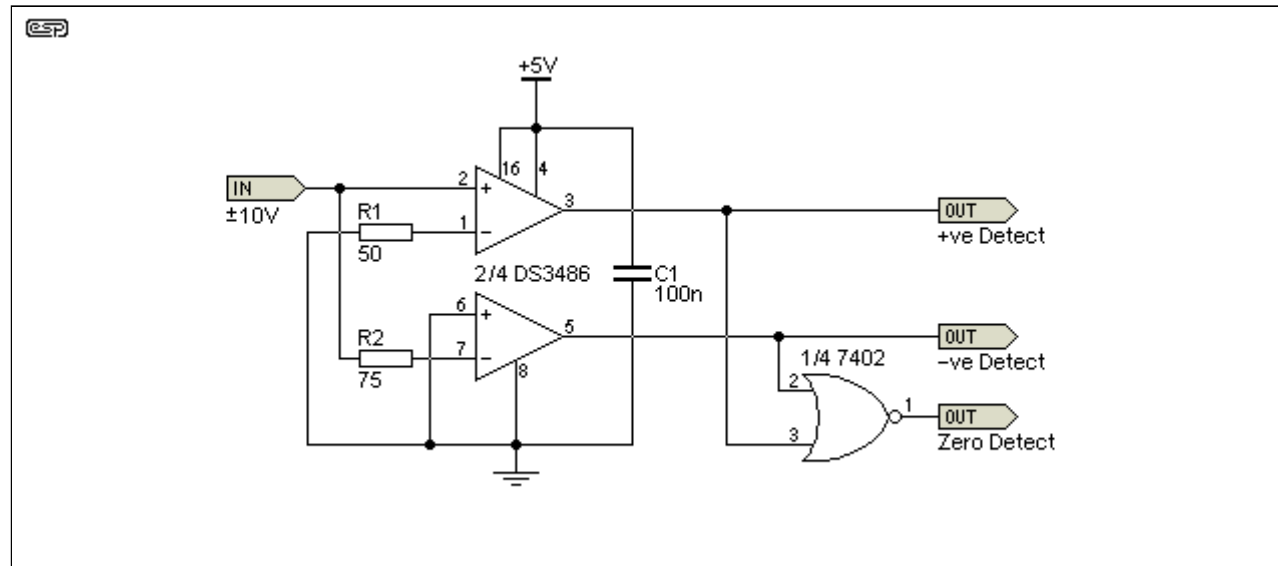 esp
+5V
16
4
IN
±10V
2
+
3
OUT
+ve Detect
R1
50
1
−
2/4 DS3486
C1
100n
6
+
5
OUT
−ve Detect
R2
75
7
−
8
1/4 7402
2
3
1
OUT
Zero Detect